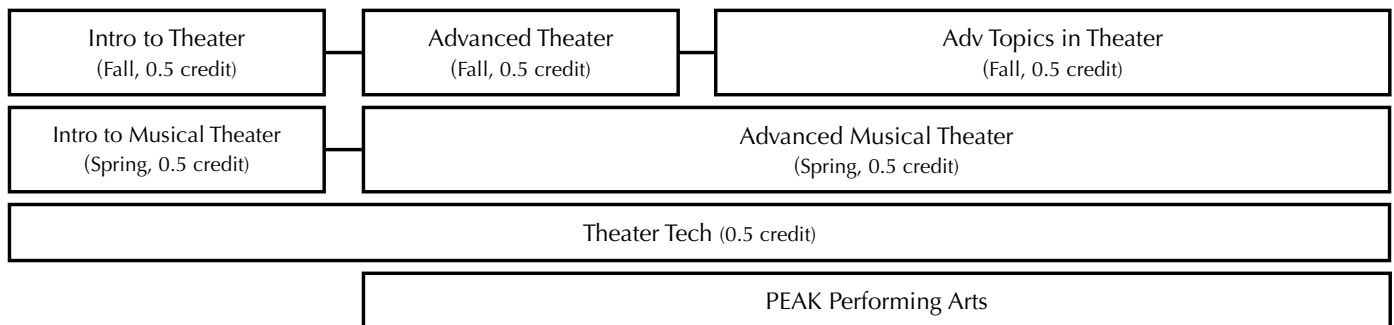 Intro to Theater
(Fall, 0.5 credit)
Advanced Theater
(Fall, 0.5 credit)
Adv Topics in Theater
(Fall, 0.5 credit)
Intro to Musical Theater
(Spring, 0.5 credit)
Advanced Musical Theater
(Spring, 0.5 credit)
Theater Tech (0.5 credit)
PEAK Performing Arts